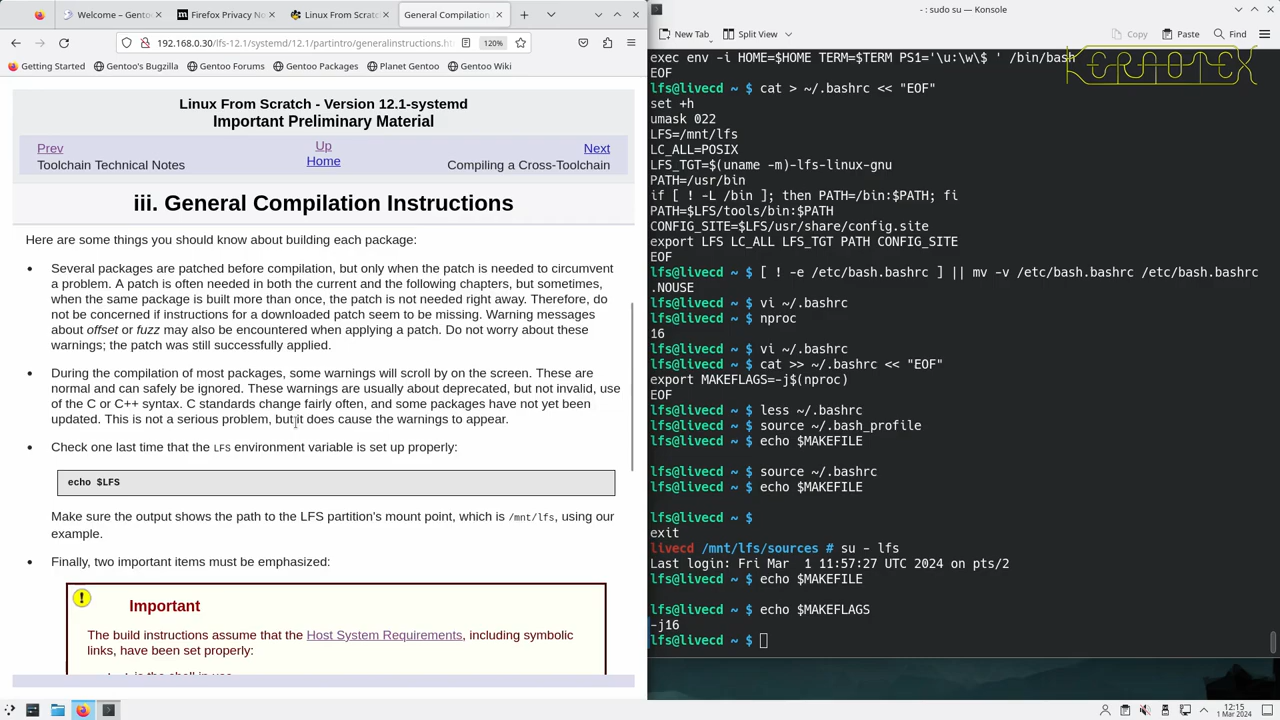 Welcome – Gentoo
Firefox Privacy No
Linux From Scratch
General Compilation
192.168.0.30/lfs-12.1/systemd/12.1/partintro/generalinstructions.h
120%
Getting Started
Gentoo's Bugzilla
Gentoo Forums
Gentoo Packages
Planet Gentoo
Gentoo Wiki
Linux From Scratch - Version 12.1-systemd
Important Preliminary Material
Prev
Up
Next
Toolchain Technical Notes
Home
Compiling a Cross-Toolchain
iii. General Compilation Instructions
Here are some things you should know about building each package:
• Several packages are patched before compilation, but only when the patch is needed to circumvent
a problem. A patch is often needed in both the current and the following chapters, but sometimes,
when the same package is built more than once, the patch is not needed right away. Therefore, do
not be concerned if instructions for a downloaded patch seem to be missing. Warning messages
about offset or fuzz may also be encountered when applying a patch. Do not worry about these
warnings; the patch was still successfully applied.
• During the compilation of most packages, some warnings will scroll by on the screen. These are
normal and can safely be ignored. These warnings are usually about deprecated, but not invalid, use
of the C or C++ syntax. C standards change fairly often, and some packages have not yet been
updated. This is not a serious problem, but it does cause the warnings to appear.
• Check one last time that the LFS environment variable is set up properly:
echo $LFS
Make sure the output shows the path to the LFS partition's mount point, which is /mnt/lfs, using our
example.
• Finally, two important items must be emphasized:
Important
The build instructions assume that the Host System Requirements, including symbolic
links, have been set properly:
- : sudo su — Konsole
New Tab
Split View
Copy
Paste
Find
KERNOTEX
exec env -i HOME=$HOME TERM=$TERM PS1='\u:\w\$ ' /bin/bash
EOF
lfs@livecd ~ $ cat > ~/.bashrc << "EOF"
set +h
umask 022
LFS=/mnt/lfs
LC_ALL=POSIX
LFS_TGT=$(uname -m)-lfs-linux-gnu
PATH=/usr/bin
if [ ! -L /bin ]; then PATH=/bin:$PATH; fi
PATH=$LFS/tools/bin:$PATH
CONFIG_SITE=$LFS/usr/share/config.site
export LFS LC_ALL LFS_TGT PATH CONFIG_SITE
EOF
lfs@livecd ~ $ [ ! -e /etc/bash.bashrc ] || mv -v /etc/bash.bashrc /etc/bash.bashrc
.NOUSE
lfs@livecd ~ $ vi ~/.bashrc
lfs@livecd ~ $ nproc
16
lfs@livecd ~ $ vi ~/.bashrc
lfs@livecd ~ $ cat >> ~/.bashrc << "EOF"
export MAKEFLAGS=-j$(nproc)
EOF
lfs@livecd ~ $ less ~/.bashrc
lfs@livecd ~ $ source ~/.bash_profile
lfs@livecd ~ $ echo $MAKEFILE
lfs@livecd ~ $ source ~/.bashrc
lfs@livecd ~ $ echo $MAKEFILE
lfs@livecd ~ $
exit
livecd /mnt/lfs/sources # su - lfs
Last login: Fri Mar  1 11:57:27 UTC 2024 on pts/2
lfs@livecd ~ $ echo $MAKEFILE
lfs@livecd ~ $ echo $MAKEFLAGS
-j16
lfs@livecd ~ $
12:15
1 Mar 2024